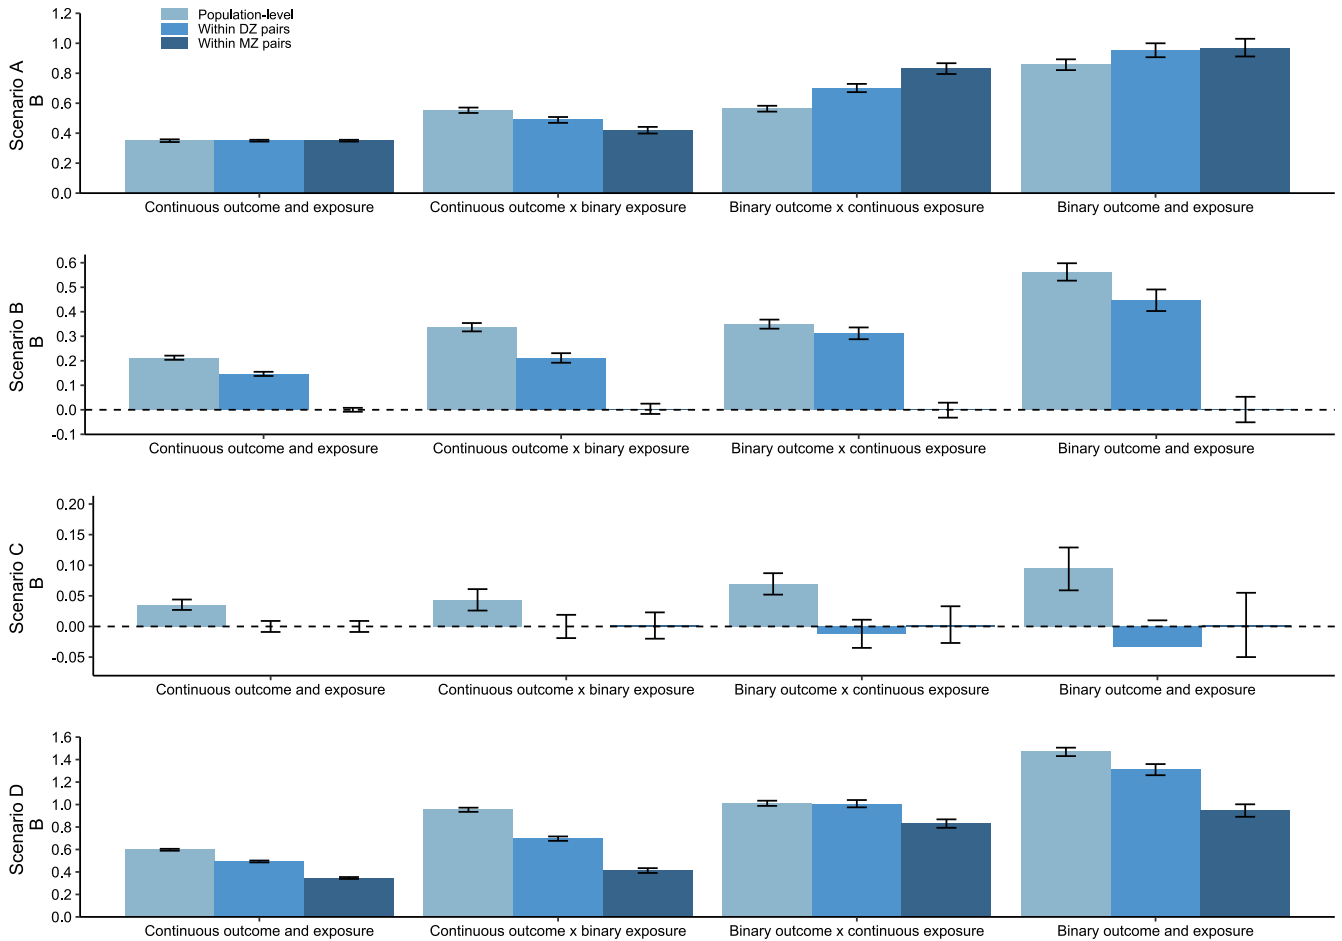 Population-level
Within DZ pairs
Within MZ pairs
Scenario A
B
1.2
1.0
0.8
0.6
0.4
0.2
0.0
Continuous outcome and exposure
Continuous outcome x binary exposure
Binary outcome x continuous exposure
Binary outcome and exposure
Scenario B
B
0.6
0.5
0.4
0.3
0.2
0.1
0.0
-0.1
Continuous outcome and exposure
Continuous outcome x binary exposure
Binary outcome x continuous exposure
Binary outcome and exposure
Scenario C
B
0.20
0.15
0.10
0.05
0.00
-0.05
Continuous outcome and exposure
Continuous outcome x binary exposure
Binary outcome x continuous exposure
Binary outcome and exposure
Scenario D
B
1.6
1.4
1.2
1.0
0.8
0.6
0.4
0.2
0.0
Continuous outcome and exposure
Continuous outcome x binary exposure
Binary outcome x continuous exposure
Binary outcome and exposure